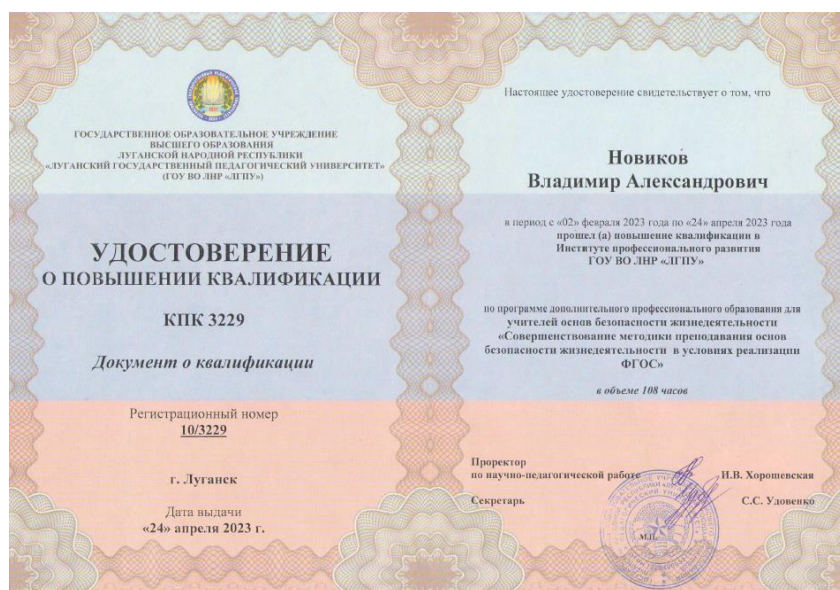 ГОСУДАРСТВЕННОЕ ОБРАЗОВАТЕЛЬНОЕ УЧРЕЖДЕНИЕ
ВЫСШЕГО ОБРАЗОВАНИЯ
ЛУГАНСКОЙ НАРОДНОЙ РЕСПУБЛИКИ
«ЛУГАНСКИЙ ГОСУДАРСТВЕННЫЙ ПЕДАГОГИЧЕСКИЙ УНИВЕРСИТЕТ»
(ГОУ ВО ЛНР «ЛГПУ»)
УДОСТОВЕРЕНИЕ
О ПОВЫШЕНИИ КВАЛИФИКАЦИИ
КПК 3229
Документ о квалификации
Регистрационный номер
10/3229
г. Луганск
Дата выдачи
«24» апреля 2023 г.
Настоящее удостоверение свидетельствует о том, что
Новиков
Владимир Александрович
в период с «02» февраля 2023 года по «24» апреля 2023 года
прошел (а) повышение квалификации в
Институте профессионального развития
ГОУ ВО ЛНР «ЛГПУ»
по программе дополнительного профессионального образования для
учителей основ безопасности жизнедеятельности
«Совершенствование методики преподавания основ
безопасности жизнедеятельности в условиях реализации
ФГОС»
в объеме 108 часов
Проректор
по научно-педагогической работе И.В. Хорошевская
Секретарь С.С. Удовенко
М.П.